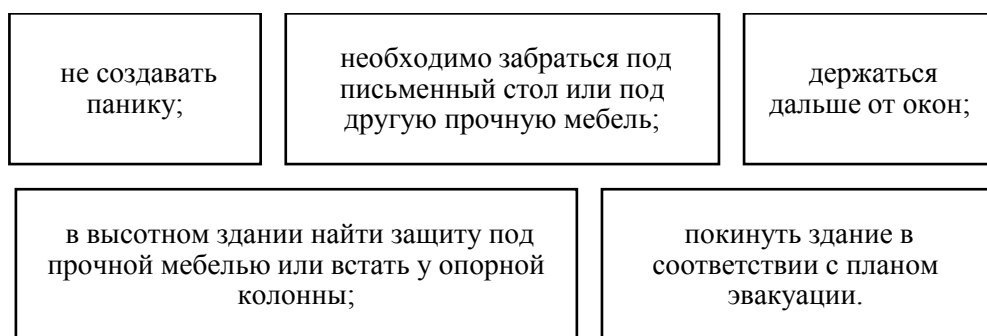 не создавать
панику;
необходимо забраться под
письменный стол или под
другую прочную мебель;
держаться
дальше от окон;
в высотном здании найти защиту под
прочной мебелью или встать у опорной
колонны;
покинуть здание в
соответствии с планом
эвакуации.